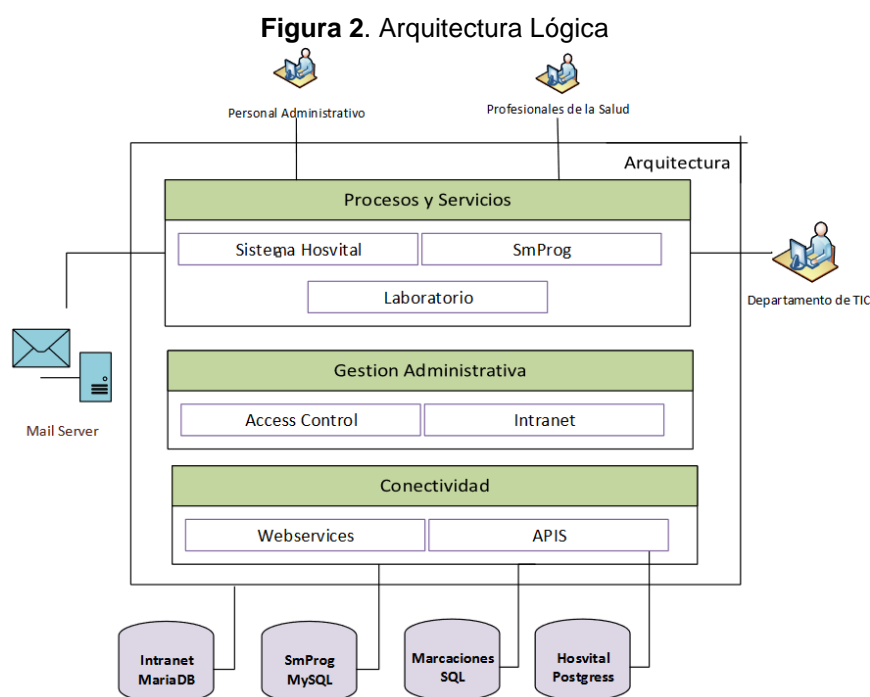 Figura 2. Arquitectura Lógica
Personal Administrativo
Profesionales de la Salud
Arquitectura
Procesos y Servicios
Sistema Hosvital
SmProg
Laboratorio
Departamento de TIC
Mail Server
Gestion Administrativa
Access Control
Intranet
Conectividad
Webservices
APIS
Intranet
MariaDB
SmProg
MySQL
Marcaciones
SQL
Hosvital
Postgress